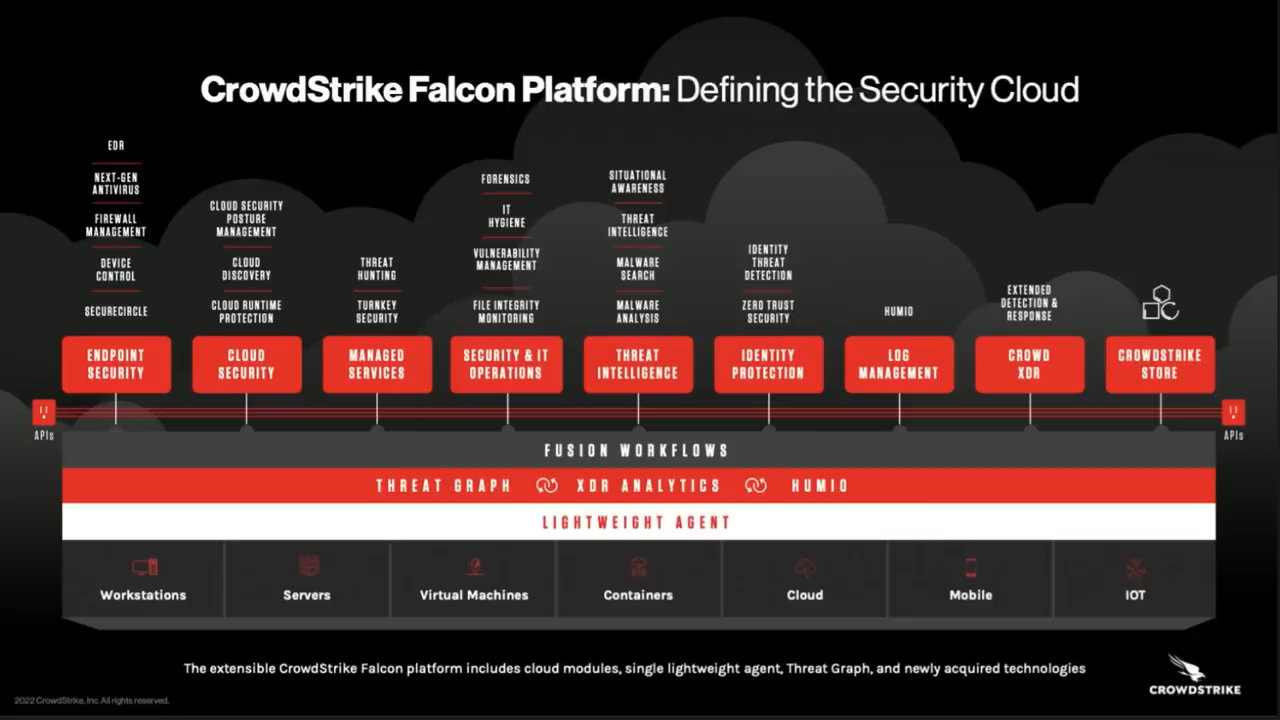 CrowdStrike Falcon Platform: Defining the Security Cloud
EDR
NEXT-GEN
ANTIVIRUS
FIREWALL
MANAGEMENT
DEVICE
CONTROL
SECURECIRCLE
ENDPOINT
SECURITY
CLOUD SECURITY
POSTURE
MANAGEMENT
CLOUD
DISCOVERY
CLOUD RUNTIME
PROTECTION
CLOUD
SECURITY
THREAT
HUNTING
TURNKEY
SECURITY
MANAGED
SERVICES
FORENSICS
IT
HYGIENE
VULNERABILITY
MANAGEMENT
FILE INTEGRITY
MONITORING
SECURITY & IT
OPERATIONS
SITUATIONAL
AWARENESS
THREAT
INTELLIGENCE
MALWARE
SEARCH
MALWARE
ANALYSIS
THREAT
INTELLIGENCE
IDENTITY
THREAT
DETECTION
ZERO TRUST
SECURITY
IDENTITY
PROTECTION
HUMIO
LOG
MANAGEMENT
EXTENDED
DETECTION &
RESPONSE
CROWD
XDR
CROWDSTRIKE
STORE
APIs
APIs
FUSION WORKFLOWS
THREAT GRAPH XDR ANALYTICS HUMIO
LIGHTWEIGHT AGENT
Workstations
Servers
Virtual Machines
Containers
Cloud
Mobile
IOT
The extensible CrowdStrike Falcon platform includes cloud modules, single lightweight agent, Threat Graph, and newly acquired technologies
2022 CrowdStrike, Inc. All rights reserved.
CROWDSTRIKE